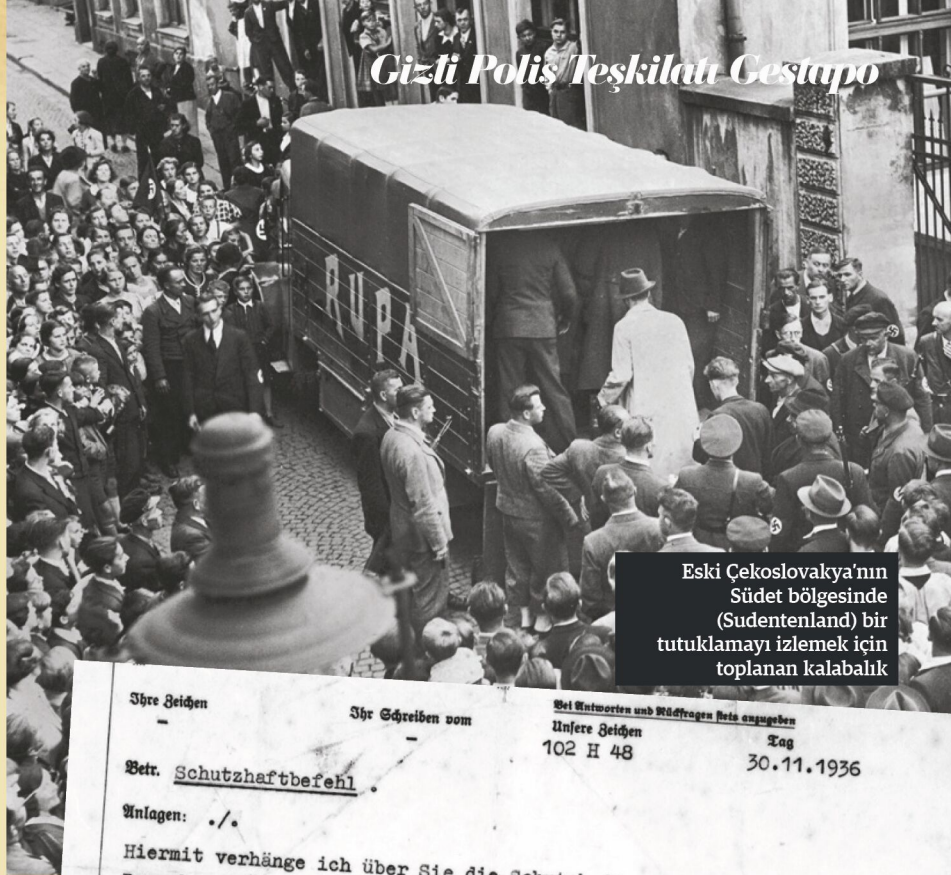 Gizli Polis Teşkilatı Gestapo
RUPA
Eski Çekoslovakya'nın
Südet bölgesinde
(Sudentenland) bir
tutuklamayı izlemek için
toplanan kalabalık
Ihre Zeichen
–
Ihr Schreiben vom
–
Bei Antworten und Rückfragen stets anzugeben
Unsere Zeichen
102 H 48
Tag
30.11.1936
Betr. Schutzhaftbefehl .
Anlagen: ./.
Hiermit verhänge ich über Sie die